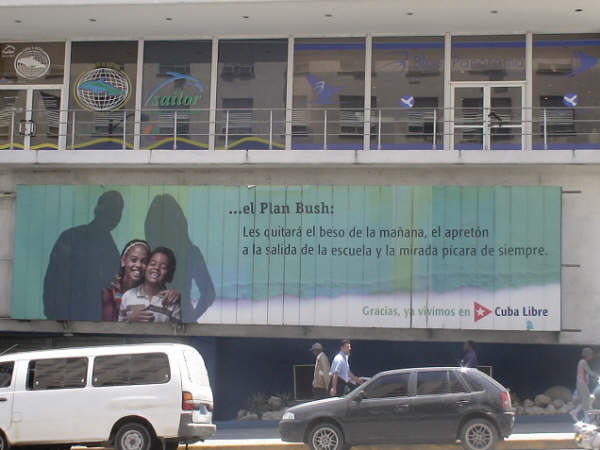 sailor
...el Plan Bush:
Les quitará el beso de la mañana, el apretón
a la salida de la escuela y la mirada pícara de siempre.
Gracias, ya vivimos en Cuba Libre